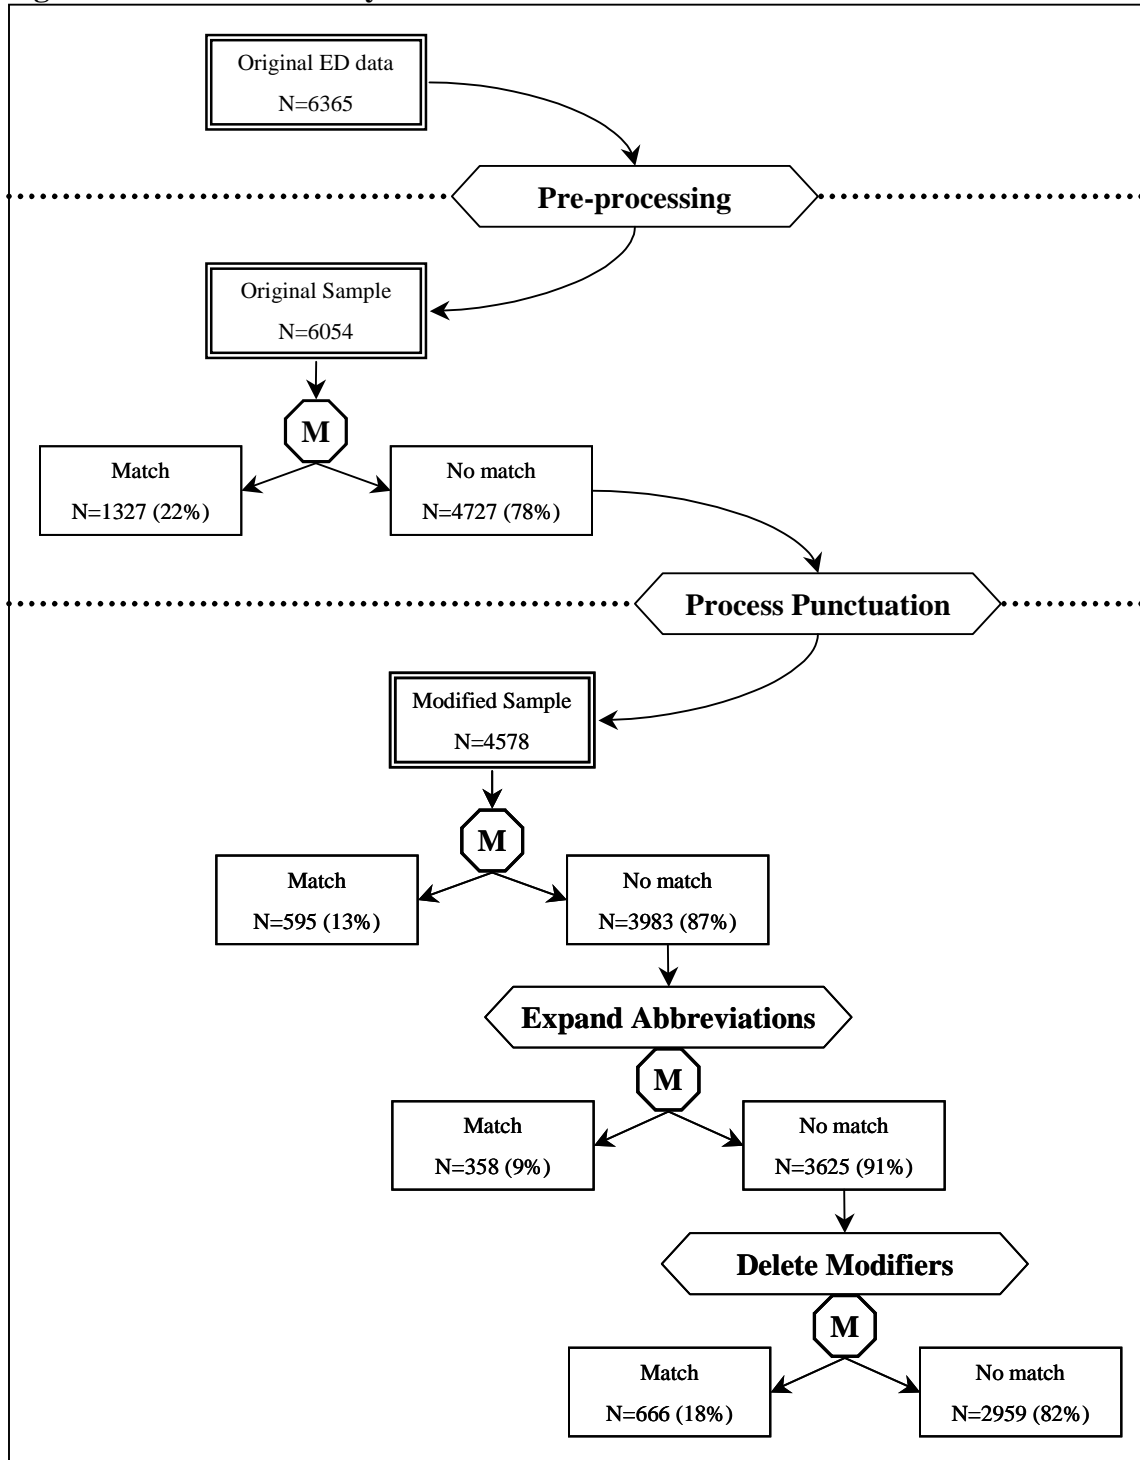 Original ED data
N=6365
Pre-processing
Original Sample
N=6054
M
Match
N=1327 (22%)
No match
N=4727 (78%)
Process Punctuation
Modified Sample
N=4578
M
Match
N=595 (13%)
No match
N=3983 (87%)
Expand Abbreviations
M
Match
N=358 (9%)
No match
N=3625 (91%)
Delete Modifiers
M
Match
N=666 (18%)
No match
N=2959 (82%)